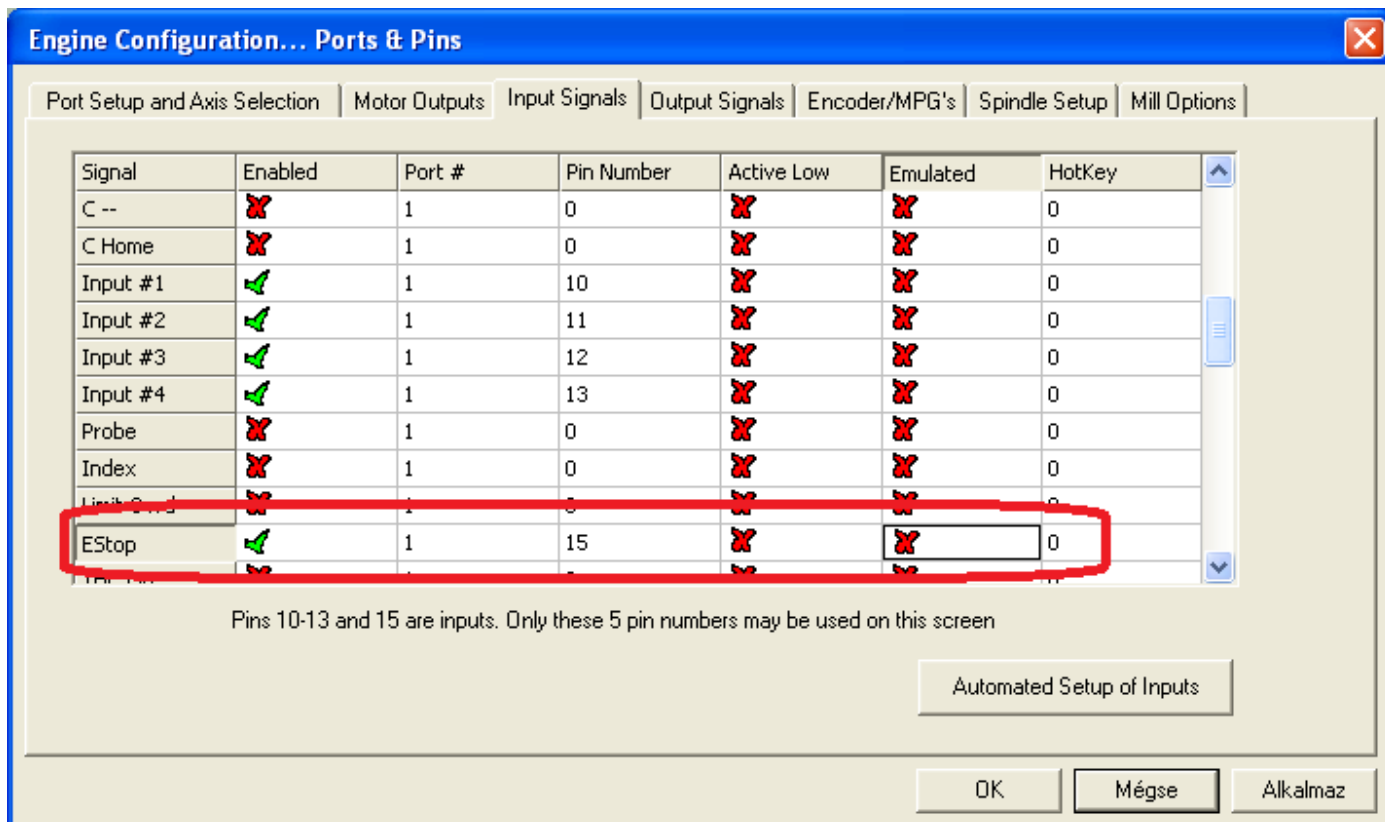 Engine Configuration... Ports & Pins
Port Setup and Axis Selection Motor Outputs Input Signals Output Signals Encoder/MPG's Spindle Setup Mill Options
Signal Enabled Port # Pin Number Active Low Emulated HotKey
C -- 1 0 0
C Home 1 0 0
Input #1 1 10 0
Input #2 1 11 0
Input #3 1 12 0
Input #4 1 13 0
Probe 1 0 0
Index 1 0 0
EStop 1 15 0
Pins 10-13 and 15 are inputs. Only these 5 pin numbers may be used on this screen
Automated Setup of Inputs
OK Mégse Alkalmaz